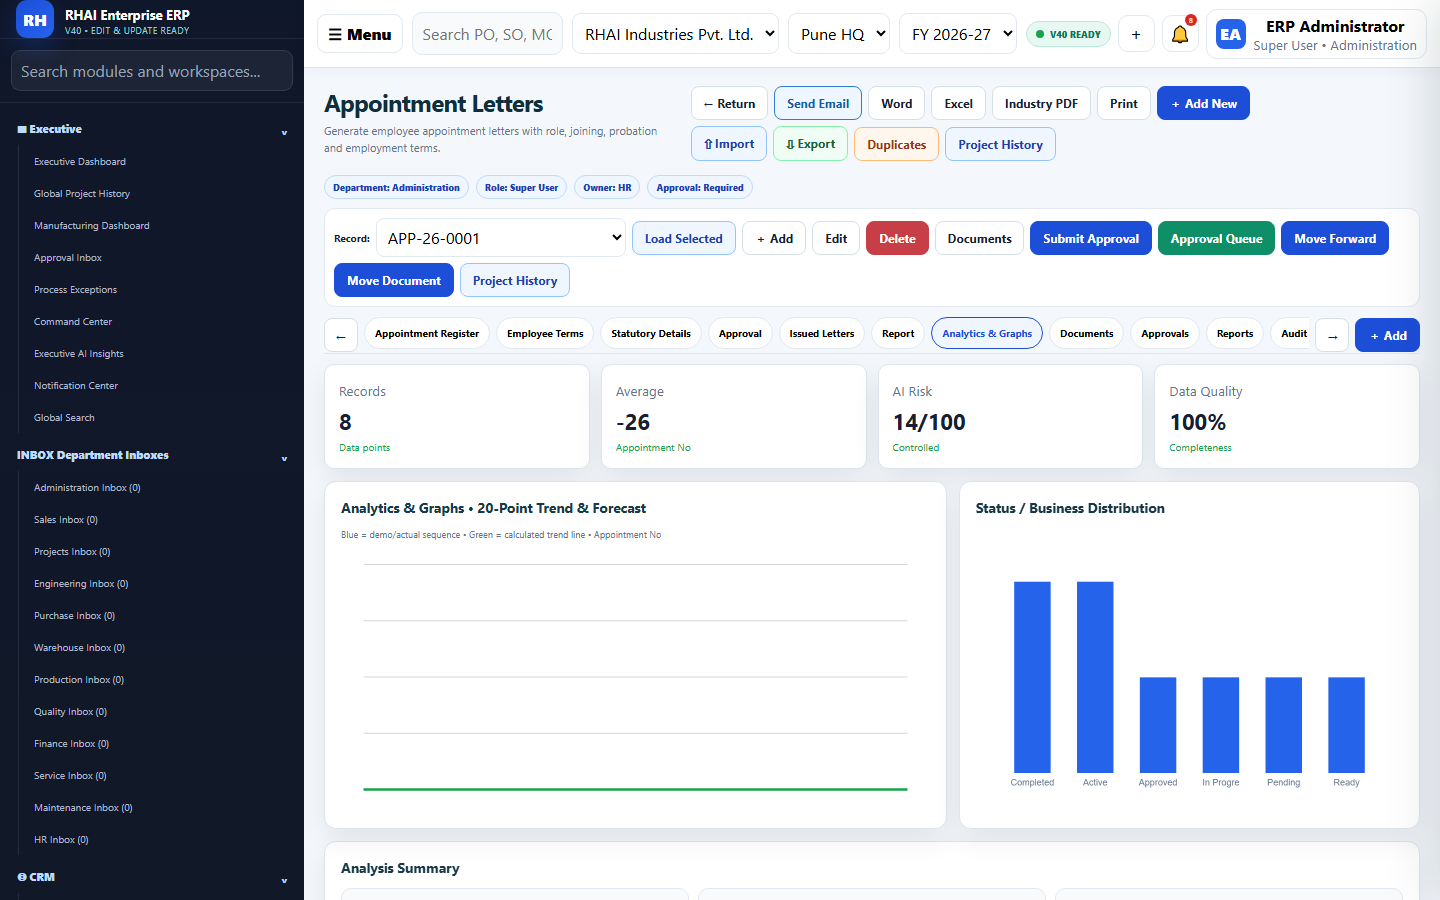 RH
RHAI Enterprise ERP
V40 • EDIT & UPDATE READY
Search modules and workspaces...
Executive
Executive Dashboard
Global Project History
Manufacturing Dashboard
Approval Inbox
Process Exceptions
Command Center
Executive AI Insights
Notification Center
Global Search
INBOX Department Inboxes
Administration Inbox (0)
Sales Inbox (0)
Projects Inbox (0)
Engineering Inbox (0)
Purchase Inbox (0)
Warehouse Inbox (0)
Production Inbox (0)
Quality Inbox (0)
Finance Inbox (0)
Service Inbox (0)
Maintenance Inbox (0)
HR Inbox (0)
CRM
☰ Menu
Search PO, SO, MO
RHAI Industries Pvt. Ltd.
Pune HQ
FY 2026-27
V40 READY
+
8
EA
ERP Administrator
Super User • Administration
Appointment Letters
Generate employee appointment letters with role, joining, probation
and employment terms.
← Return
Send Email
Word
Excel
Industry PDF
Print
+ Add New
⇧ Import
⇩ Export
Duplicates
Project History
Department: Administration
Role: Super User
Owner: HR
Approval: Required
Record:
APP-26-0001
Load Selected
+ Add
Edit
Delete
Documents
Submit Approval
Approval Queue
Move Forward
Move Document
Project History
←
Appointment Register
Employee Terms
Statutory Details
Approval
Issued Letters
Report
Analytics & Graphs
Documents
Approvals
Reports
Audit
→
+ Add
Records
8
Data points
Average
-26
Appointment No
AI Risk
14/100
Controlled
Data Quality
100%
Completeness
Analytics & Graphs • 20-Point Trend & Forecast
Blue = demo/actual sequence • Green = calculated trend line • Appointment No
Status / Business Distribution
Completed
Active
Approved
In Progre
Pending
Ready
Analysis Summary